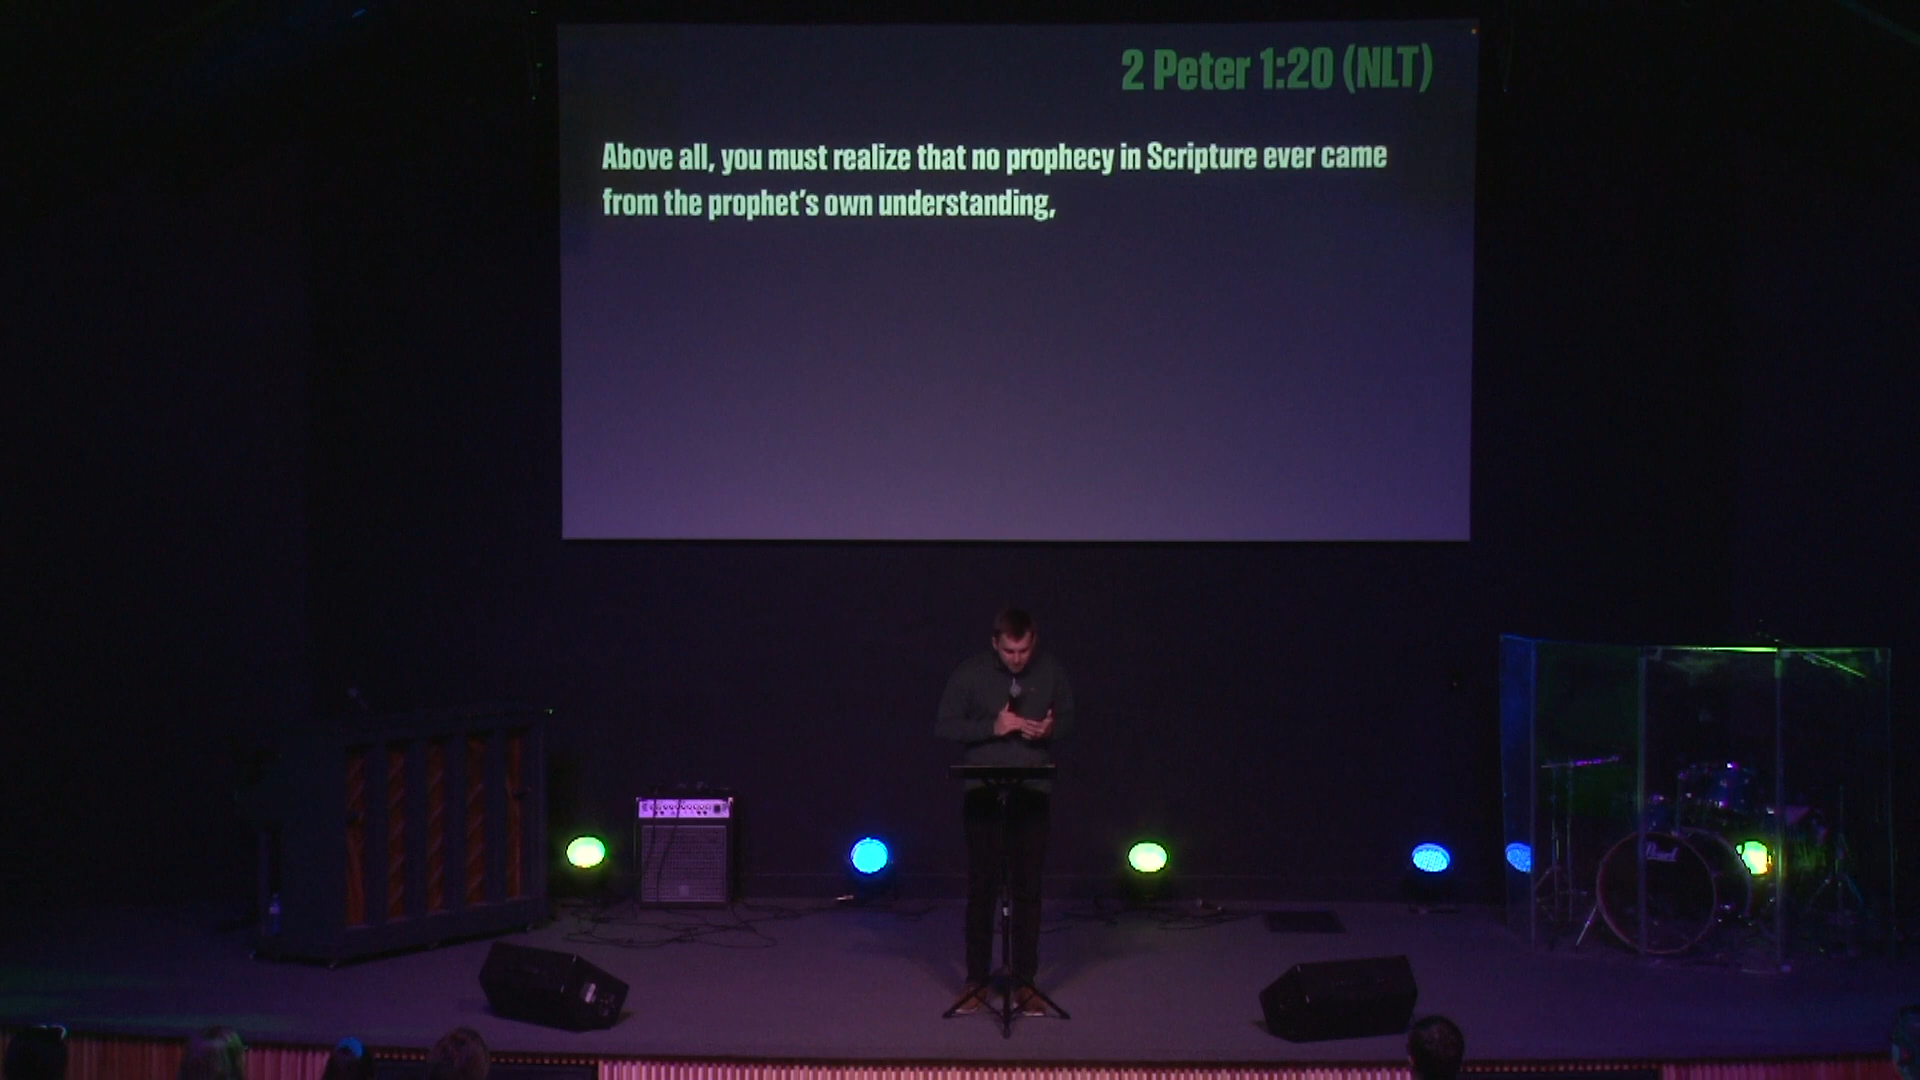 2 Peter 1:20 (NLT)
Above all, you must realize that no prophecy in Scripture ever came
from the prophet's own understanding,
Pearl